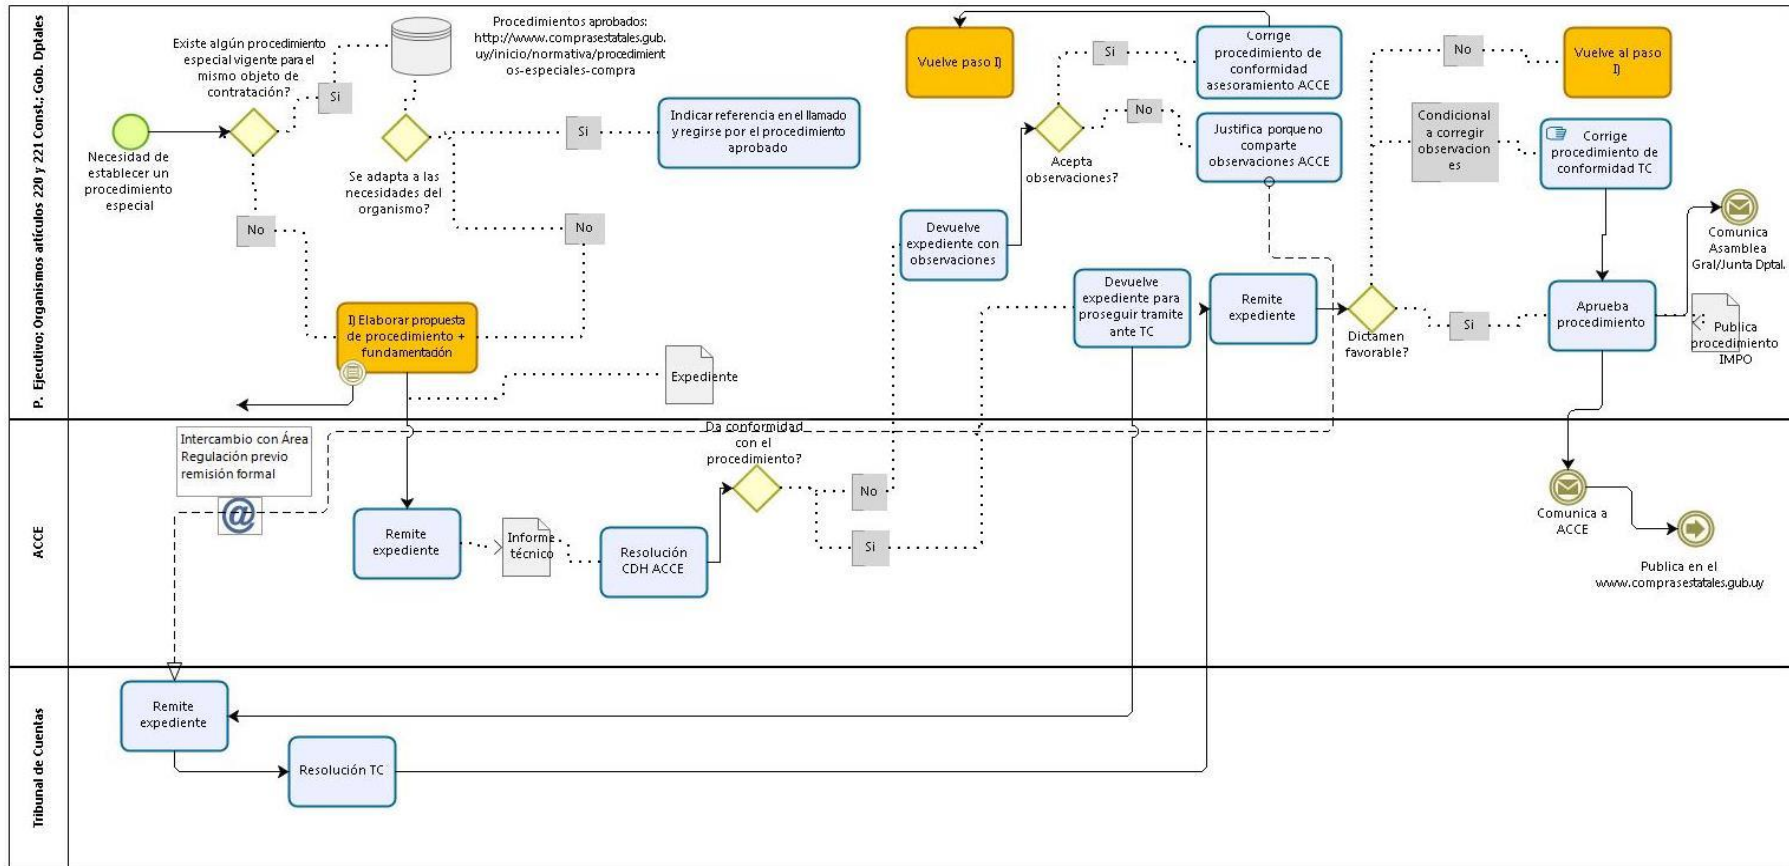 P. Ejecutivo; Organismos artículos 220 y 221 Const.; Gob. Dptales
Existe algún procedimiento
especial vigente para el
mismo objeto de
contratación?
Si
Necesidad de
establecer un
procedimiento
especial
No
Procedimientos aprobados:
http://www.comprasestatales.gub.
uy/inicio/normativa/procedimient
os-especiales-compra
Se adapta a las
necesidades del
organismo?
Si
Indicar referencia en el llamado
y regirse por el procedimiento
aprobado
No
I) Elaborar propuesta
de procedimiento +
fundamentación
Expediente
Vuelve paso I)
Si
Corrige
procedimiento de
conformidad
asesoramiento ACCE
Acepta
observaciones?
No
Justifica porque no
comparte
observaciones ACCE
Devuelve
expediente con
observaciones
Devuelve
expediente para
proseguir tramite
ante TC
Remite
expediente
Dictamen
favorable?
No
Vuelve al paso
I)
Condicional
a corregir
observacion
es
Corrige
procedimiento de
conformidad TC
Si
Aprueba
procedimiento
Comunica
Asamblea
Gral/Junta Dptal.
Publica
procedimiento
IMPO
ACCE
Intercambio con Área
Regulación previo
remisión formal
@
Remite
expediente
Informe
técnico
Resolución
CDH ACCE
Da conformidad
con el
procedimiento?
No
Si
Comunica a
ACCE
Publica en el
www.comprasestatales.gub.uy
Tribunal de Cuentas
Remite
expediente
Resolución TC